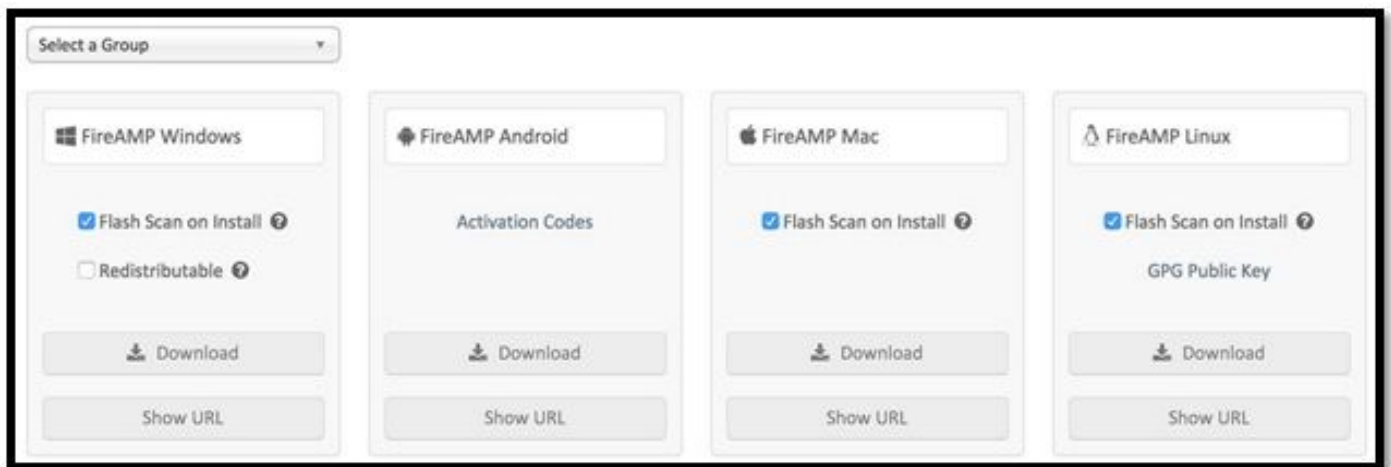 Select a Group
FireAMP Windows
Flash Scan on Install
Redistributable
Download
Show URL
FireAMP Android
Activation Codes
Download
Show URL
FireAMP Mac
Flash Scan on Install
Download
Show URL
FireAMP Linux
Flash Scan on Install
GPG Public Key
Download
Show URL